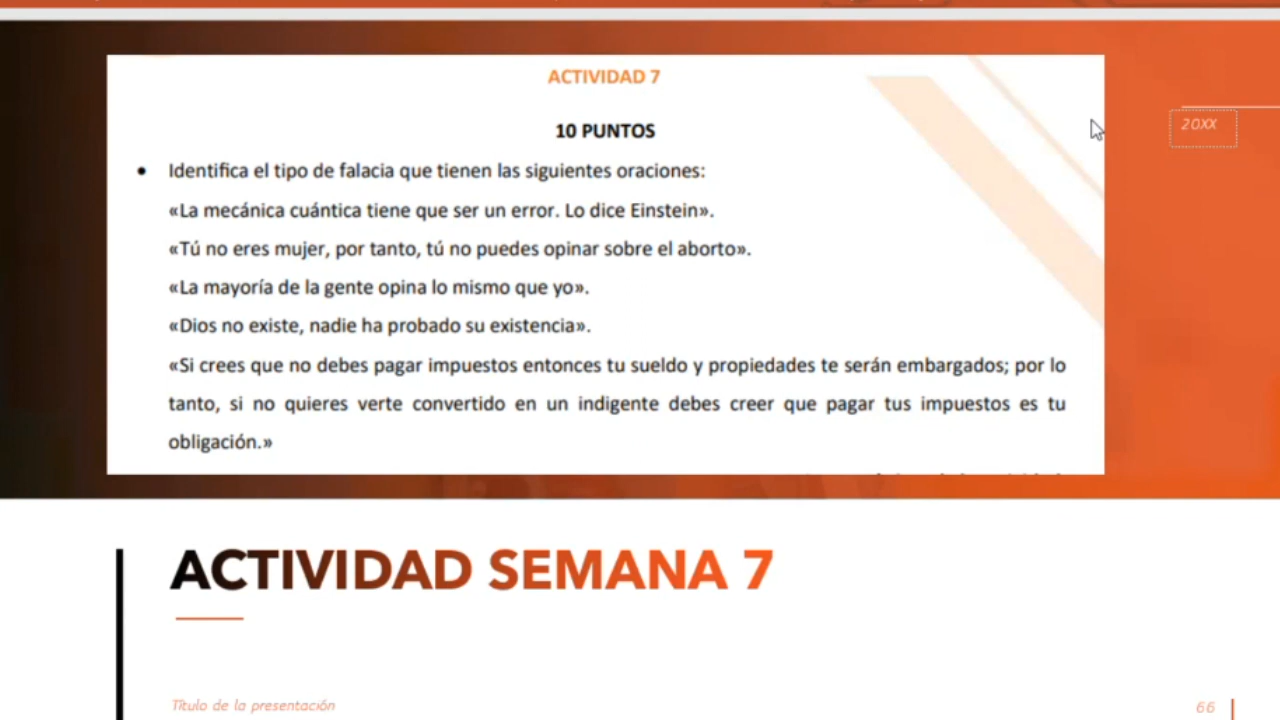 ACTIVIDAD 7
10 PUNTOS
20XX
• Identifica el tipo de falacia que tienen las siguientes oraciones:
«La mecánica cuántica tiene que ser un error. Lo dice Einstein».
«Tú no eres mujer, por tanto, tú no puedes opinar sobre el aborto».
«La mayoría de la gente opina lo mismo que yo».
«Dios no existe, nadie ha probado su existencia».
«Si crees que no debes pagar impuestos entonces tu sueldo y propiedades te serán embargados; por lo
tanto, si no quieres verte convertido en un indigente debes creer que pagar tus impuestos es tu
obligación.»
ACTIVIDAD SEMANA 7
Título de la presentación
66